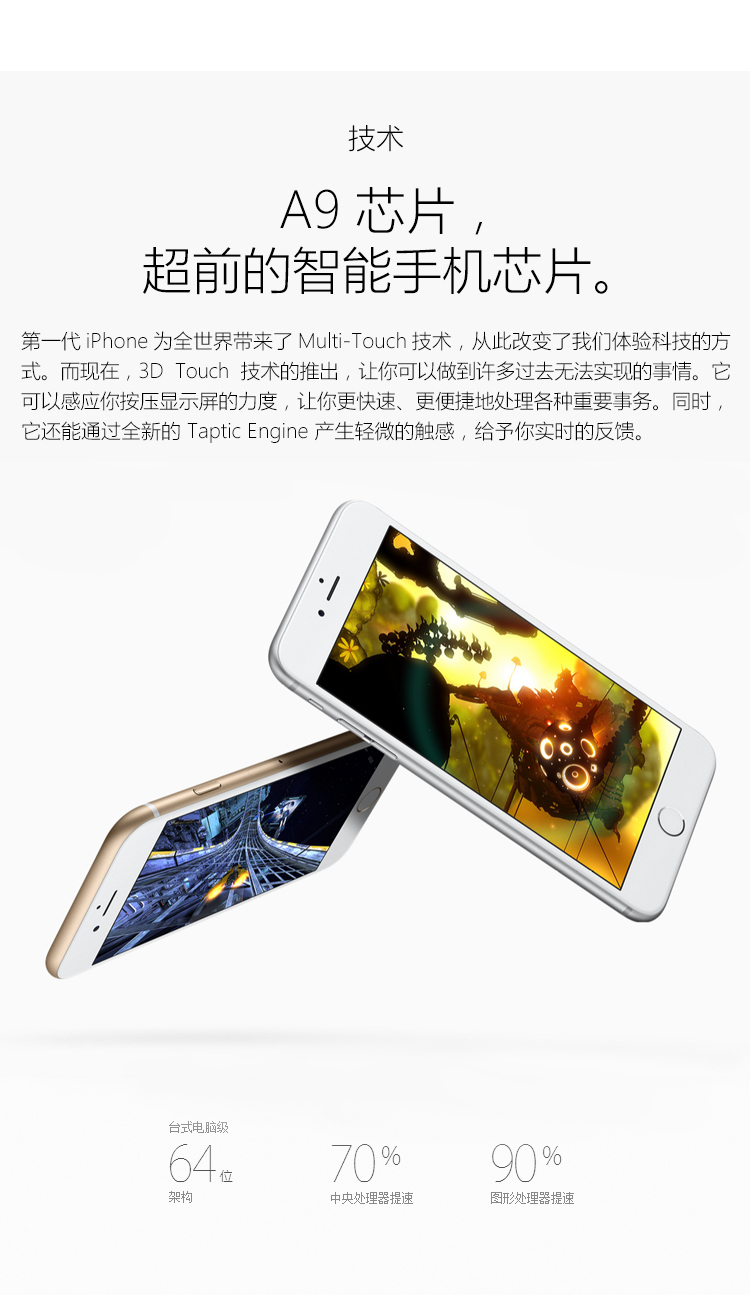 技术
A9 芯片，
超前的智能手机芯片。
第一代 iPhone 为全世界带来了 Multi-Touch 技术，从此改变了我们体验科技的方
式。而现在，3D Touch 技术的推出，让你可以做到许多过去无法实现的事情。它
可以感应你按压显示屏的力度，让你更快速、更便捷地处理各种重要事务。同时，
它还能通过全新的 Taptic Engine 产生轻微的触感，给予你实时的反馈。
台式电脑级
64位
架构
70%
中央处理器提速
90%
图形处理器提速